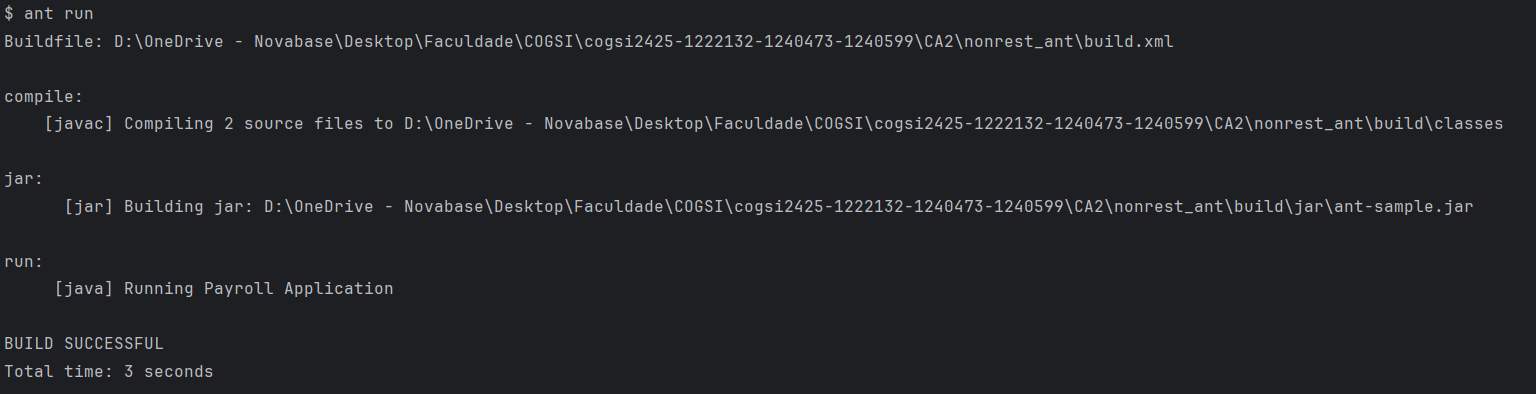 $ ant run
Buildfile: D:\OneDrive - Novabase\Desktop\Faculdade\COGSI\cogsi2425-1222132-1240473-1240599\CA2\nonrest_ant\build.xml
compile:
[javac] Compiling 2 source files to D:\OneDrive - Novabase\Desktop\Faculdade\COGSI\cogsi2425-1222132-1240473-1240599\CA2\nonrest_ant\build\classes
jar:
[jar] Building jar: D:\OneDrive - Novabase\Desktop\Faculdade\COGSI\cogsi2425-1222132-1240473-1240599\CA2\nonrest_ant\build\jar\ant-sample.jar
run:
[java] Running Payroll Application
BUILD SUCCESSFUL
Total time: 3 seconds